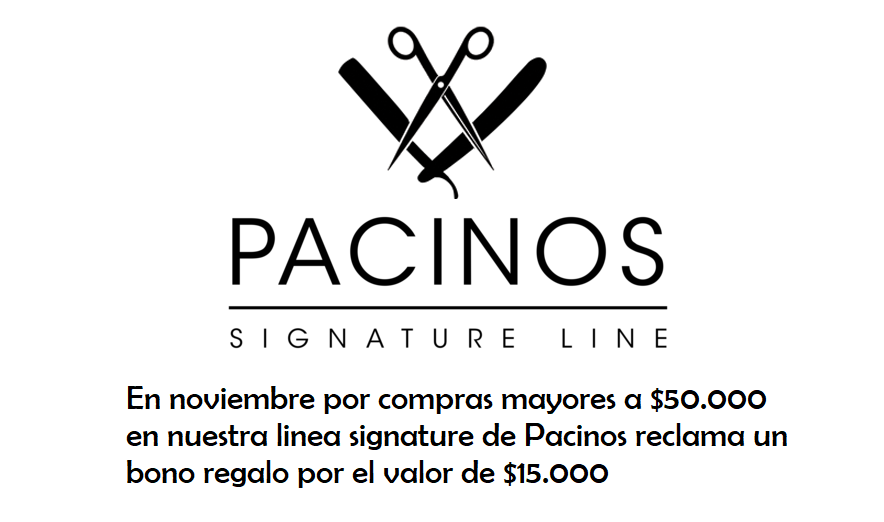 PACINOS
SIGNATURE LINE
En noviembre por compras mayores a $50.000
en nuestra linea signature de Pacinos reclama un
bono regalo por el valor de $15.000